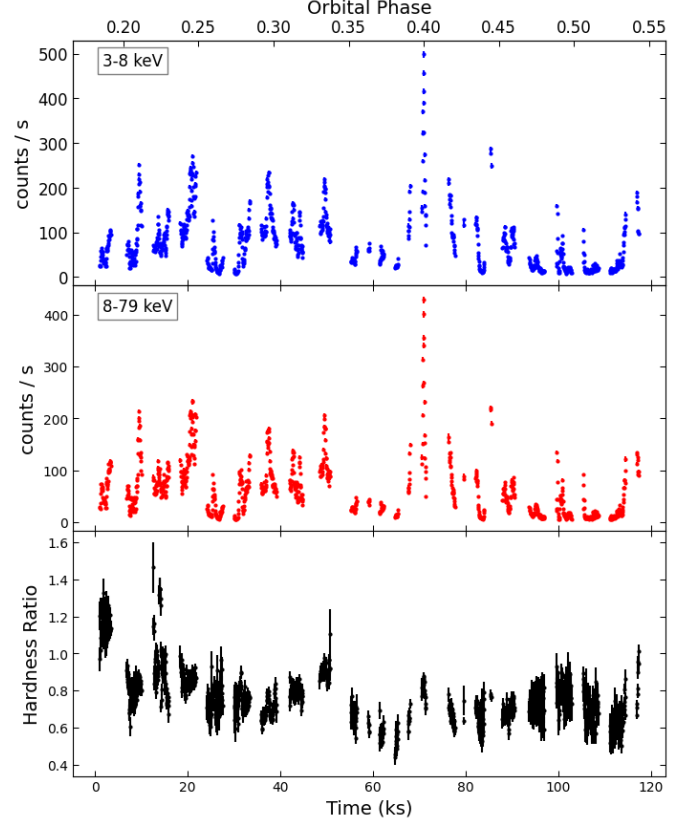 Orbital Phase
0.20 0.25 0.30 0.35 0.40 0.45 0.50 0.55
3-8 keV
500
400
300
200
100
0
counts / s
8-79 keV
400
300
200
100
0
counts / s
1.6
1.4
1.2
1.0
0.8
0.6
0.4
Hardness Ratio
0 20 40 60 80 100 120
Time (ks)